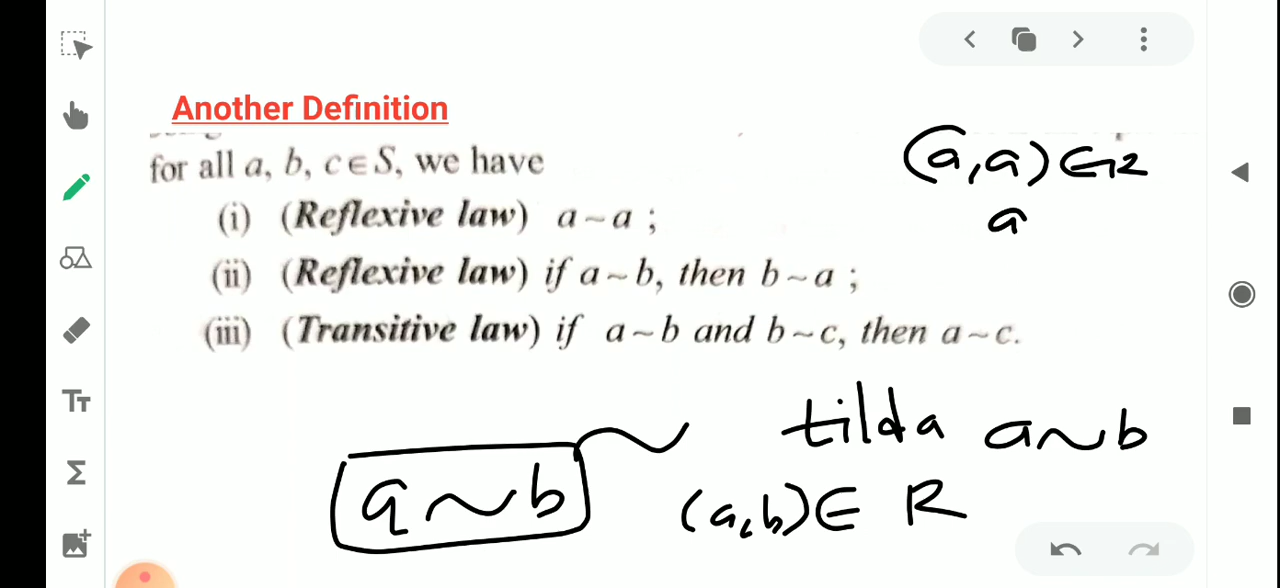 Another Definition
for all a, b, c ∈ S, we have
(i) (Reflexive law) a ~ a ;
(ii) (Reflexive law) if a ~ b, then b ~ a ;
(iii) (Transitive law) if a ~ b and b ~ c, then a ~ c.
(a, a) ∈ R
a
tilda a ~ b
a ~ b
(a, b) ∈ R
Tт
Σ